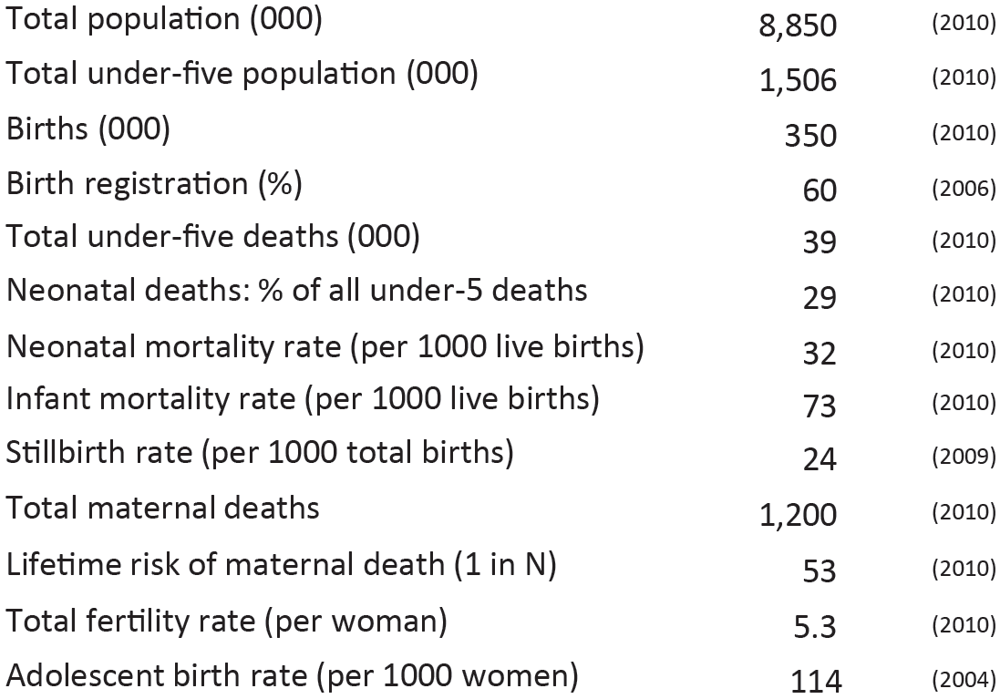 Total population (000) 8,850 (2010)
Total under-five population (000) 1,506 (2010)
Births (000) 350 (2010)
Birth registration (%) 60 (2006)
Total under-five deaths (000) 39 (2010)
Neonatal deaths: % of all under-5 deaths 29 (2010)
Neonatal mortality rate (per 1000 live births) 32 (2010)
Infant mortality rate (per 1000 live births) 73 (2010)
Stillbirth rate (per 1000 total births) 24 (2009)
Total maternal deaths 1,200 (2010)
Lifetime risk of maternal death (1 in N) 53 (2010)
Total fertility rate (per woman) 5.3 (2010)
Adolescent birth rate (per 1000 women) 114 (2004)